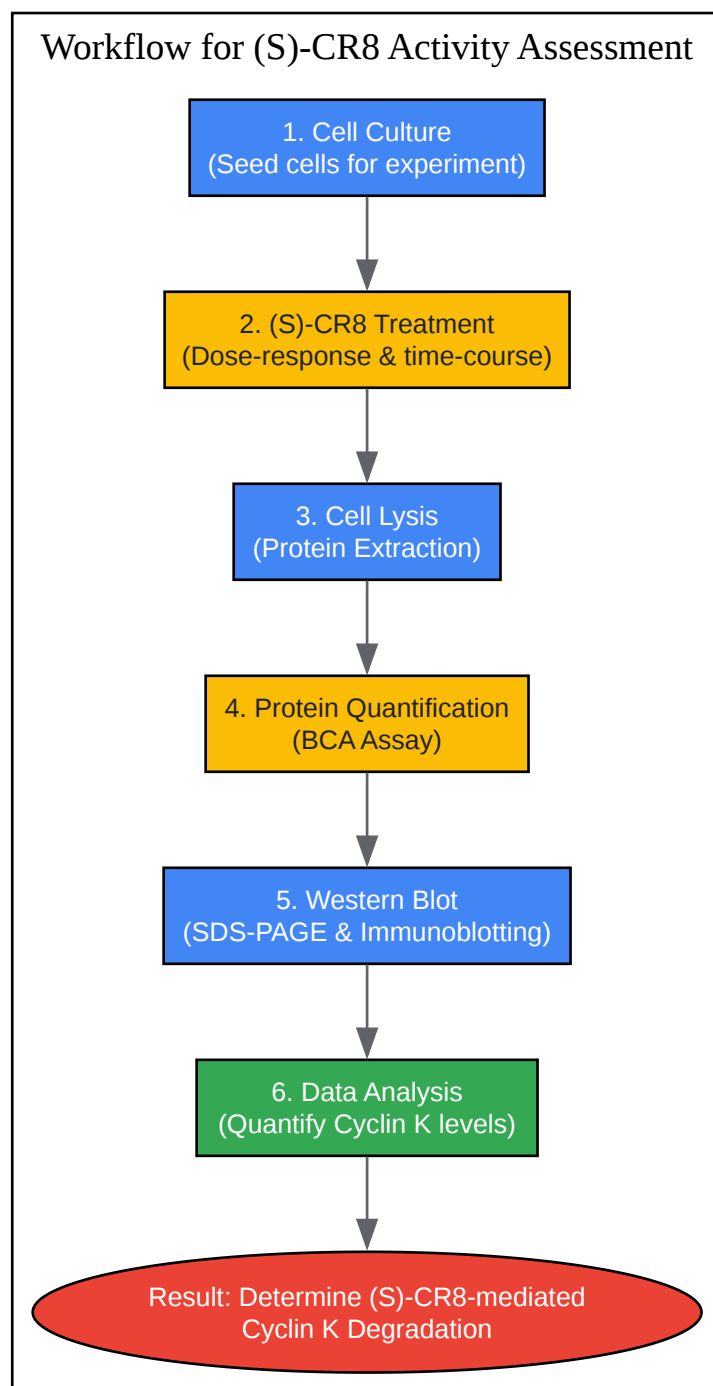 Workflow for (S)-CR8 Activity Assessment
1. Cell Culture
(Seed cells for experiment)
2. (S)-CR8 Treatment
(Dose-response & time-course)
3. Cell Lysis
(Protein Extraction)
4. Protein Quantification
(BCA Assay)
5. Western Blot
(SDS-PAGE & Immunoblotting)
6. Data Analysis
(Quantify Cyclin K levels)
Result: Determine (S)-CR8-mediated
Cyclin K Degradation